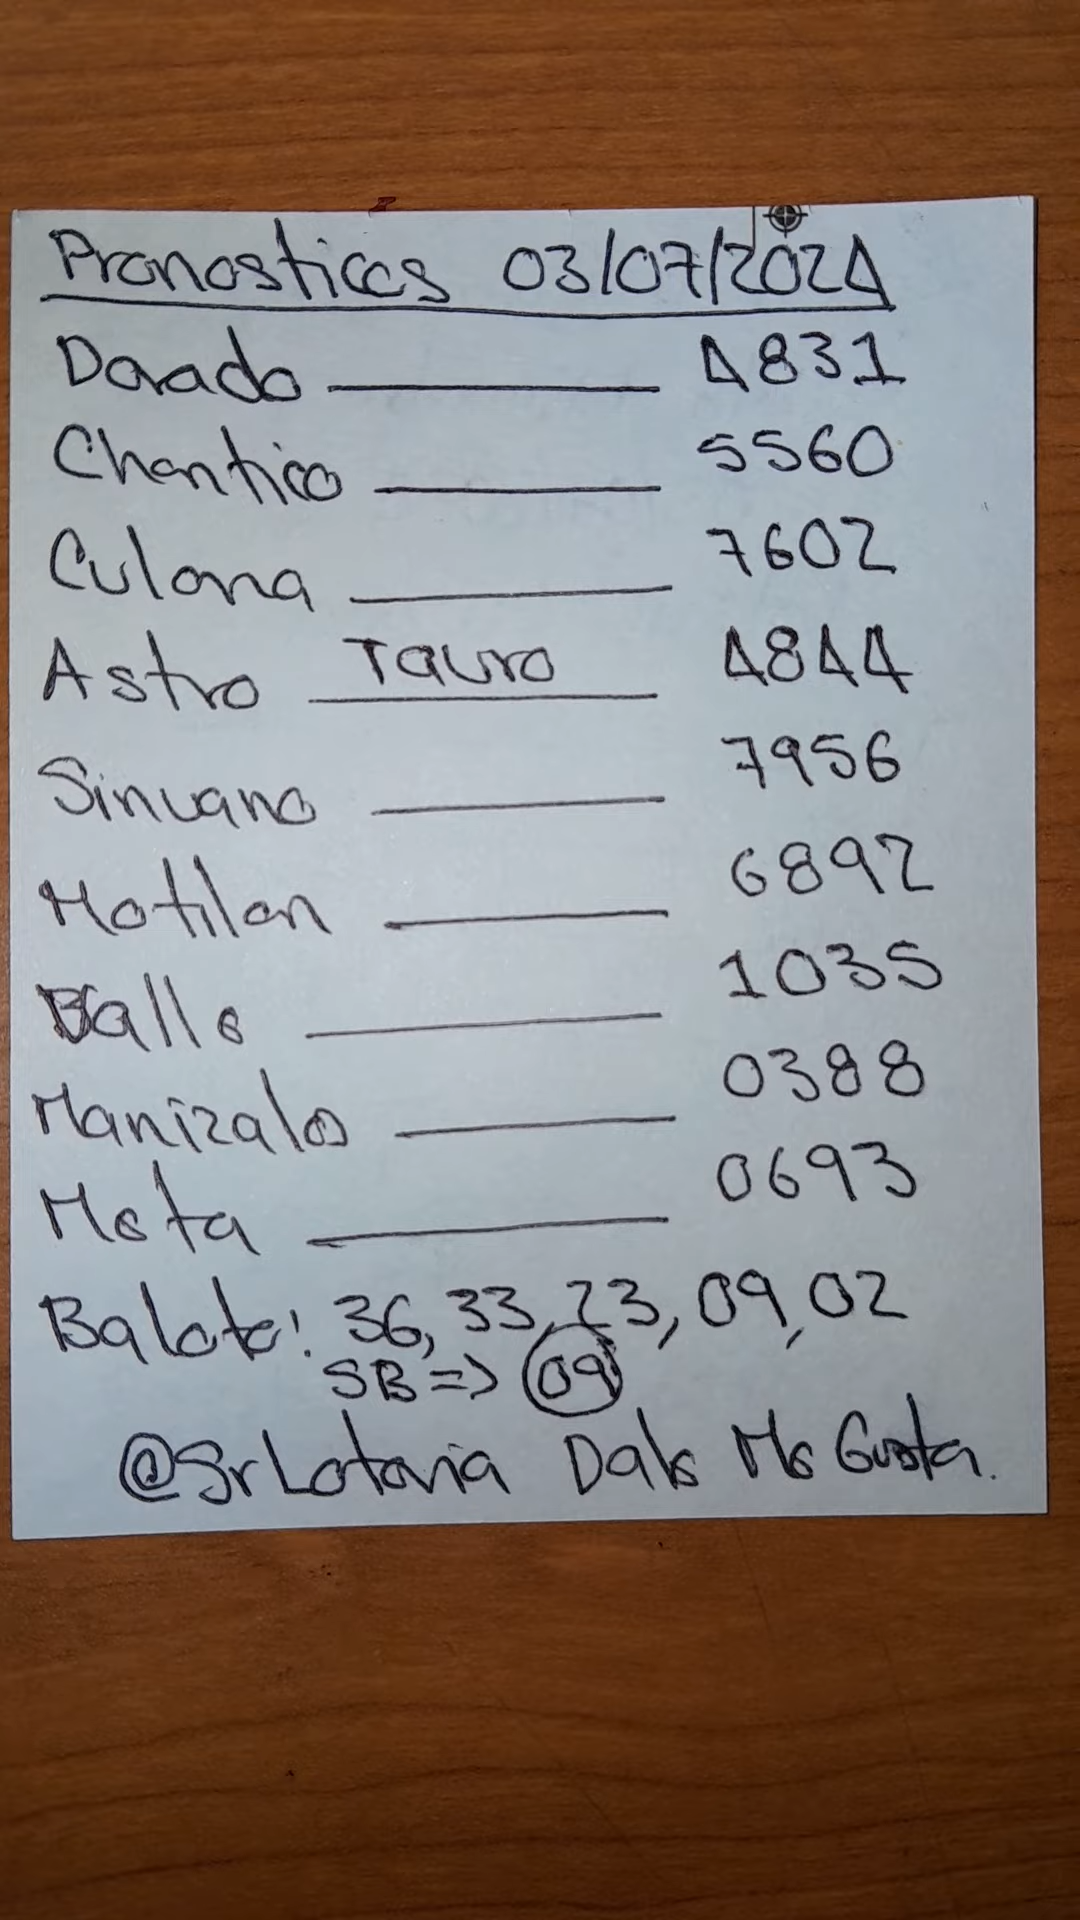 Pronosticos 03/07/2024
Dorado 4831
Chontico 5560
Culona 7602
Astro Tauro 4844
Sinuano 7956
Motilon 6892
Valle 1035
Manizales 0388
Meta 0693
Baloto: 36, 33, 23, 09, 02
SB => 09
@SrLoteria Dale Me Gusta.